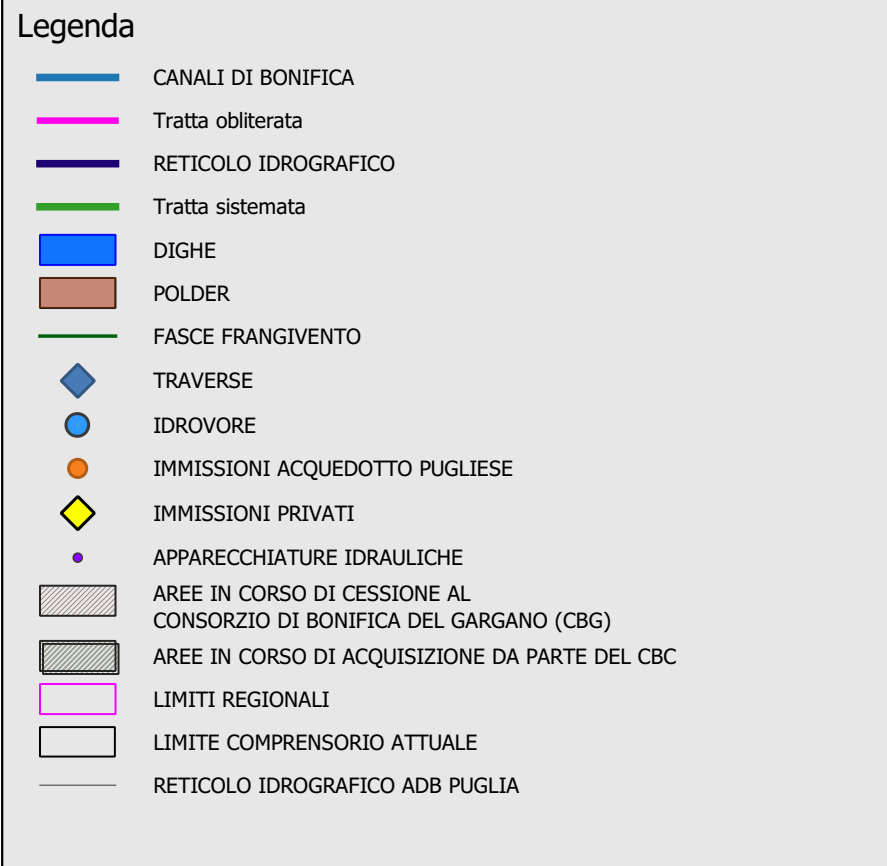 Legenda
CANALI DI BONIFICA
Tratta obliterata
RETICOLO IDROGRAFICO
Tratta sistemata
DIGHE
POLDER
FASCE FRANGIVENTO
TRAVERSE
IDROVORE
IMMISSIONI ACQUEDOTTO PUGLIESE
IMMISSIONI PRIVATI
APPARECCHIATURE IDRAULICHE
AREE IN CORSO DI CESSIONE AL
CONSORZIO DI BONIFICA DEL GARGANO (CBG)
AREE IN CORSO DI ACQUISIZIONE DA PARTE DEL CBC
LIMITI REGIONALI
LIMITE COMPRENSORIO ATTUALE
RETICOLO IDROGRAFICO ADB PUGLIA